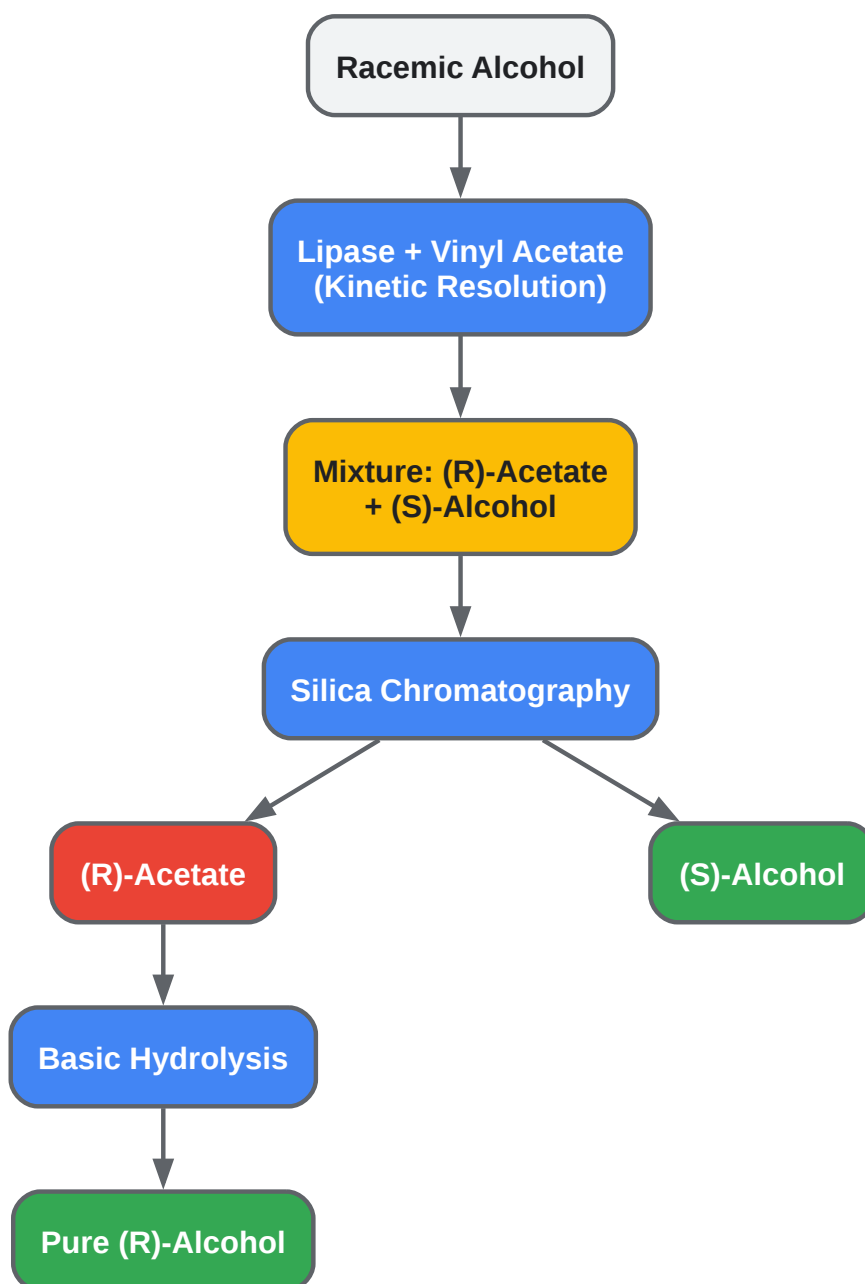 Racemic Alcohol
Lipase + Vinyl Acetate
(Kinetic Resolution)
Mixture: (R)-Acetate
+ (S)-Alcohol
Silica Chromatography
(R)-Acetate
(S)-Alcohol
Basic Hydrolysis
Pure (R)-Alcohol